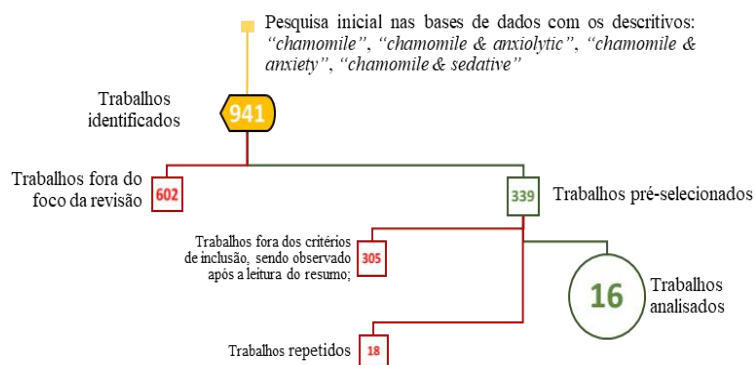 Pesquisa inicial nas bases de dados com os descritivos:
“chamomile”, “chamomile & anxiolytic”, “chamomile &
anxiety”, “chamomile & sedative”
Trabalhos
identificados
941
Trabalhos fora do
foco da revisão
602
339
Trabalhos pré-selecionados
Trabalhos fora dos critérios
de inclusão, sendo observado
após a leitura do resumo;
305
16
Trabalhos
analisados
Trabalhos repetidos
18